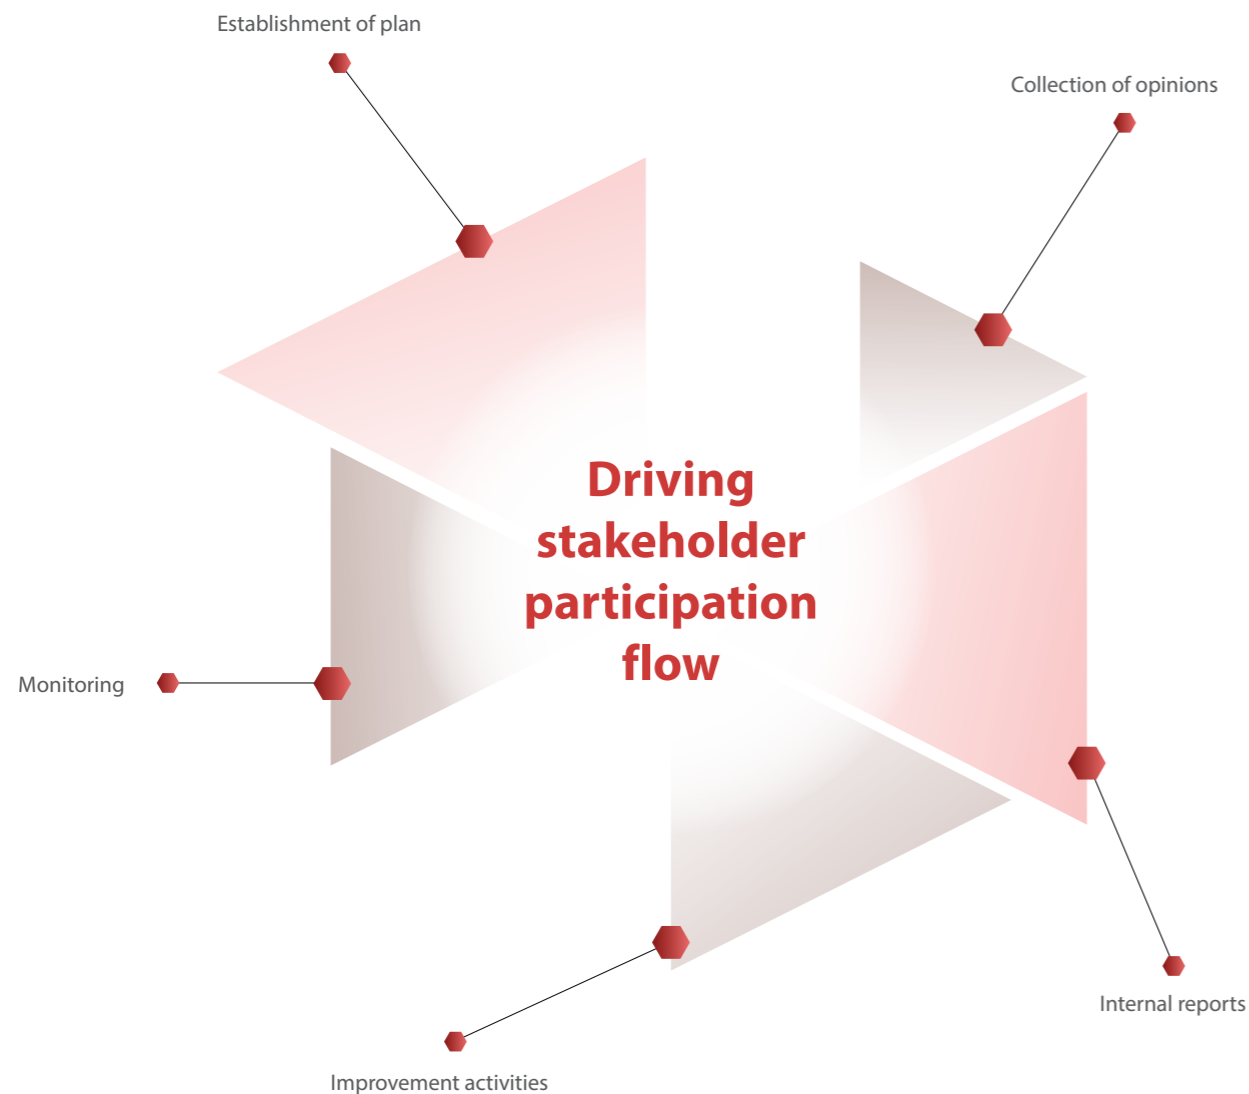 Establishment of plan
Collection of opinions
Driving
stakeholder
participation
flow
Monitoring
Internal reports
Improvement activities